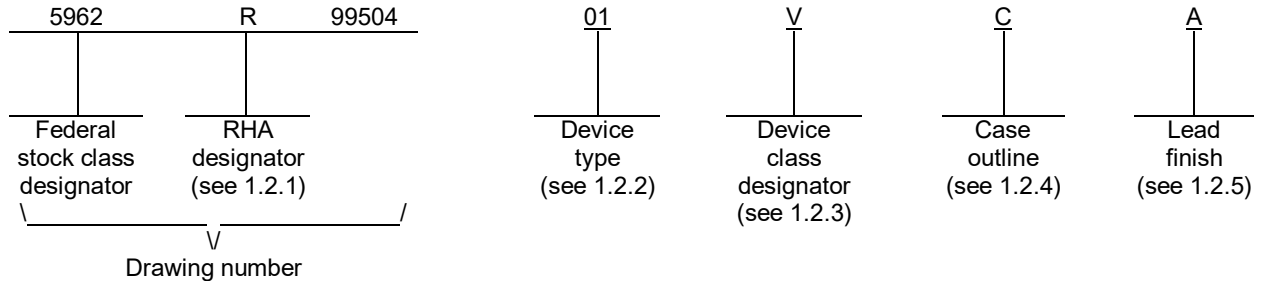 5962 R 99504 01 V C A
Federal RHA Device Device Case Lead
stock class designator type class outline finish
designator (see 1.2.1) (see 1.2.2) designator (see 1.2.4) (see 1.2.5)
(see 1.2.3)
Drawing number